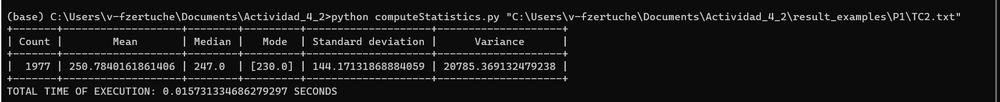 (base) C:\Users\v-fzertuche\Documents\Actividad_4_2>python computeStatistics.py "C:\Users\v-fzertuche\Documents\Actividad_4_2\result_examples\P1\TC2.txt"
+-------+-------------------+--------+---------+--------------------+--------------------+
| Count |        Mean       | Median |   Mode  | Standard deviation |      Variance      |
+-------+-------------------+--------+---------+--------------------+--------------------+
|  1977 | 250.7840161861406 | 247.0  | [230.0] | 144.17131868884059 | 20785.369132479238 |
+-------+-------------------+--------+---------+--------------------+--------------------+
TOTAL TIME OF EXECUTION: 0.015731334686279297 SECONDS